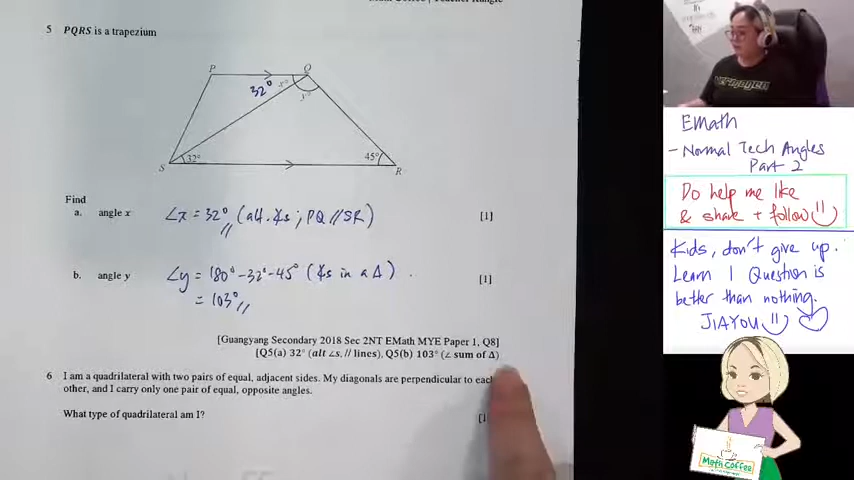 5 PQRS is a trapezium
P
Q
32°
x°
y°
S
32°
45°
R
Find
a. angle x
∠x = 32° (alt. ∡s ; PQ // SR)
[1]
b. angle y
∠y = 180° - 32° - 45° (∡s in a Δ) .
= 103°
[1]
[Guangyang Secondary 2018 Sec 2NT EMath MYE Paper 1, Q8]
[Q5(a) 32° (alt ∠s, // lines), Q5(b) 103° (∠ sum of Δ)
6 I am a quadrilateral with two pairs of equal, adjacent sides. My diagonals are perpendicular to each
other, and I carry only one pair of equal, opposite angles.
What type of quadrilateral am I?
EMath
- Normal Tech Angles
Part 2
Do help me like
& share + follow
Kids, don't give up.
Learn 1 Question is
better than nothing.
JIAYOU
Math Coffee